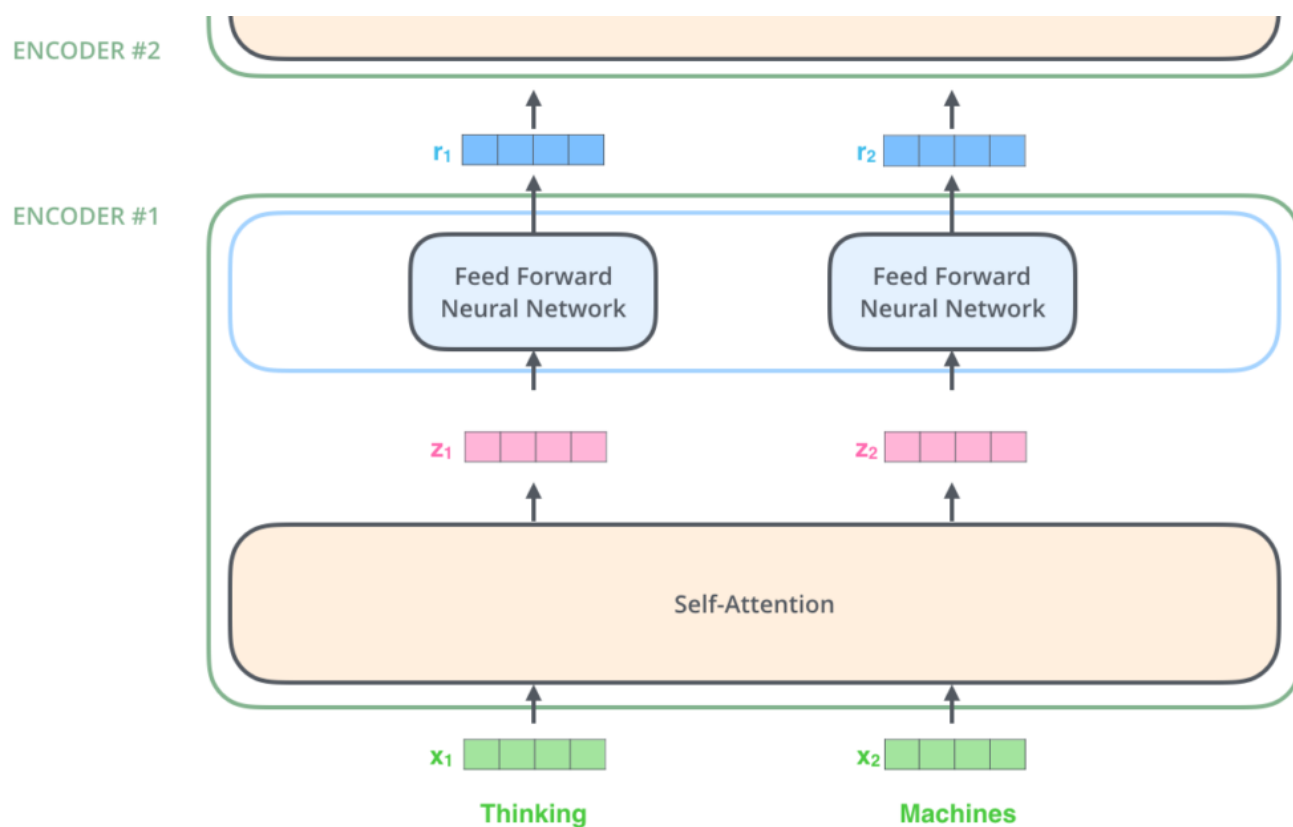 ENCODER #2
r₁
r₂
ENCODER #1
Feed Forward
Neural Network
Feed Forward
Neural Network
z₁
z₂
Self-Attention
x₁
x₂
Thinking
Machines